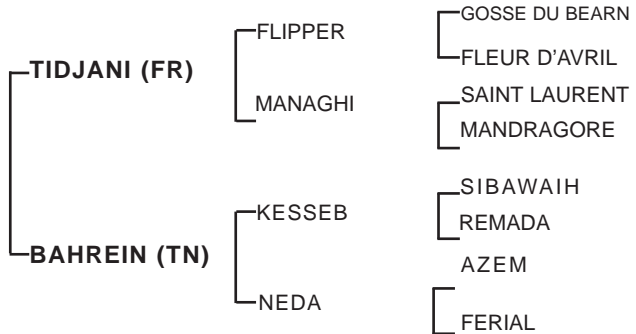 GOSSE DU BEARN
FLIPPER
FLEUR D’AVRIL
TIDJANI (FR)
SAINT LAURENT
MANAGHI
MANDRAGORE
SIBAWAIH
KESSEB
REMADA
BAHREIN (TN)
AZEM
NEDA
FERIAL